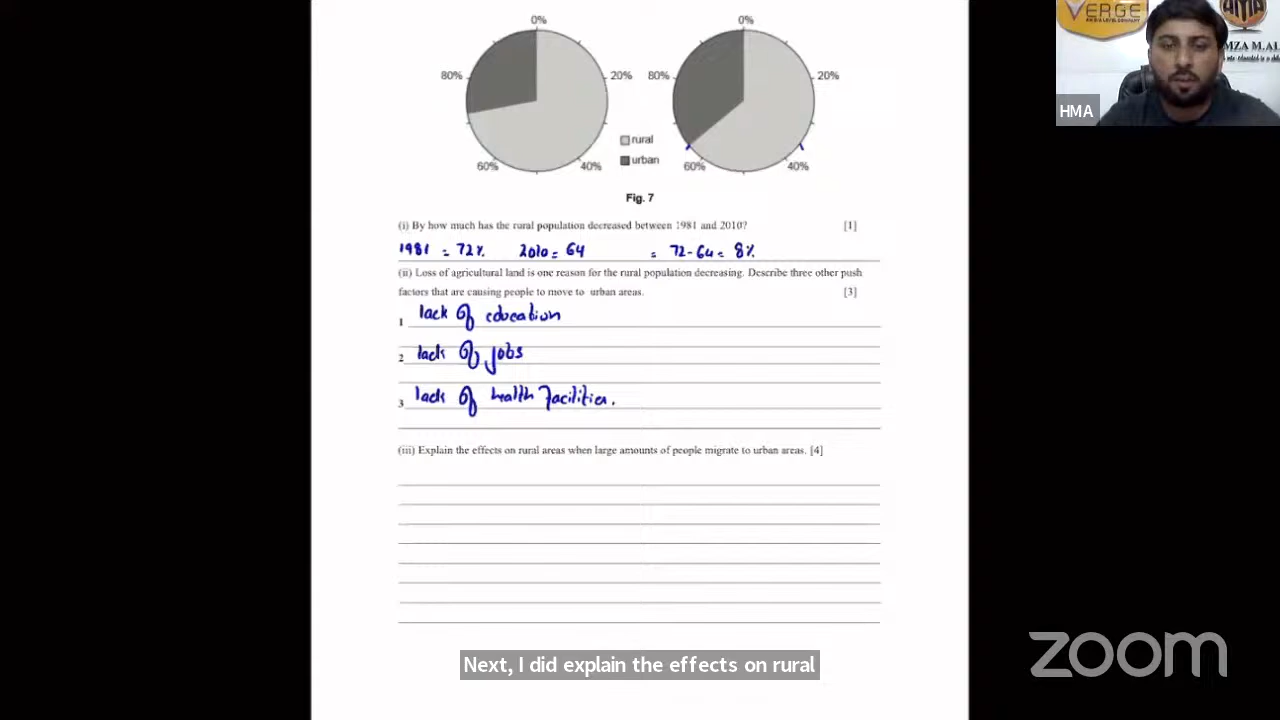 0%
80%
20%
60%
40%
rural
urban
0%
80%
20%
60%
40%
Fig. 7
(i) By how much has the rural population decreased between 1981 and 2010? [1]
1981 = 72% 2010 = 64 = 72-64 = 8%
(ii) Loss of agricultural land is one reason for the rural population decreasing. Describe three other push
factors that are causing people to move to urban areas. [3]
1 lack of education
2 lack of jobs
3 lack of health facilities.
(iii) Explain the effects on rural areas when large amounts of people migrate to urban areas. [4]
Next, I did explain the effects on rural
zoom
VERGE
HMA